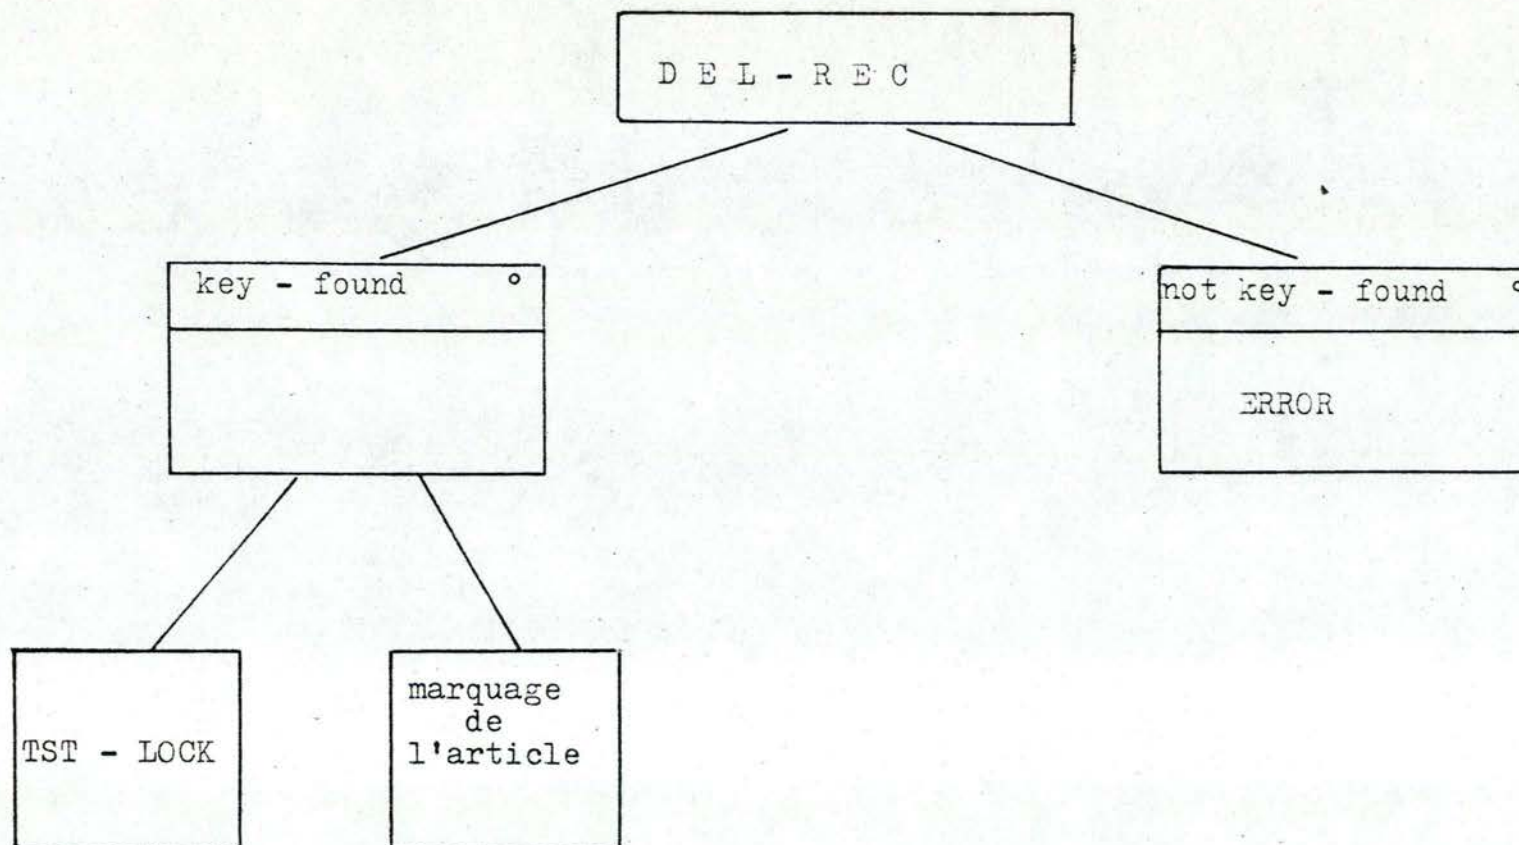 D E L - R E C
key - found °
not key - found °
ERROR
TST - LOCK
marquage
de
l'article